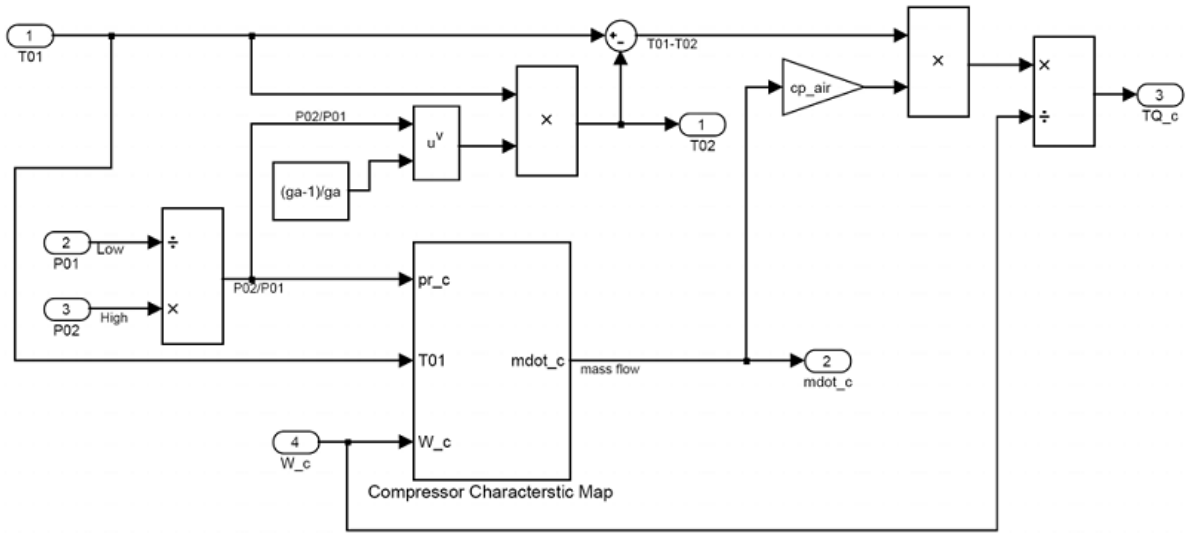 1
T01
+
-
T01-T02
×
cp_air
×
÷
3
TQ_c
P02/P01
u^v
×
1
T02
(ga-1)/ga
2
P01
Low
÷
×
3
P02
High
P02/P01
pr_c
T01
mdot_c
W_c
mass flow
2
mdot_c
4
W_c
Compressor Characterstic Map